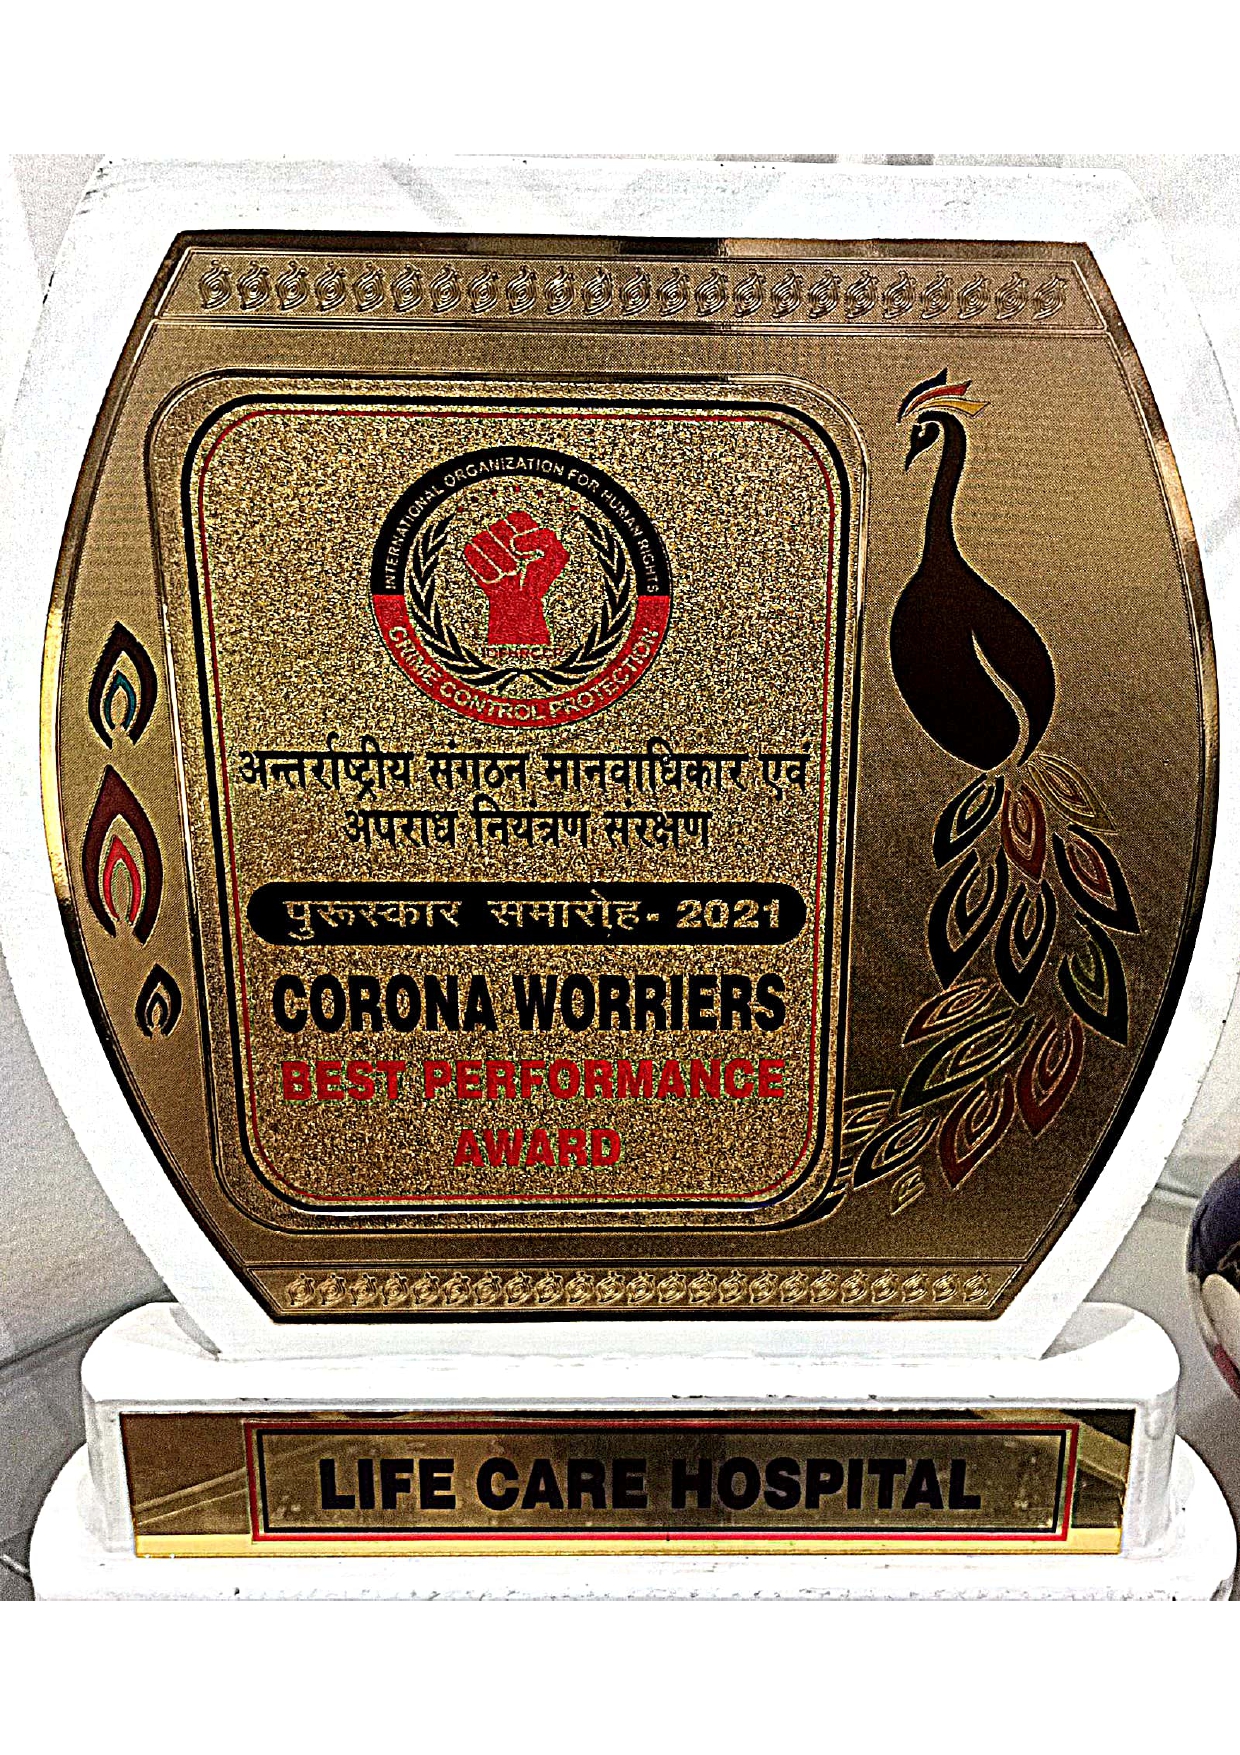 INTERNATIONAL ORGANIZATION FOR HUMAN RIGHTS
CRIME CONTROL PROTECTION
अन्तर्राष्ट्रीय संगठन मानवाधिकार एवं
अपराध नियंत्रण संरक्षण
पुरूस्कार समारोह- 2021
CORONA WORRIERS
BEST PERFORMANCE
AWARD
LIFE CARE HOSPITAL